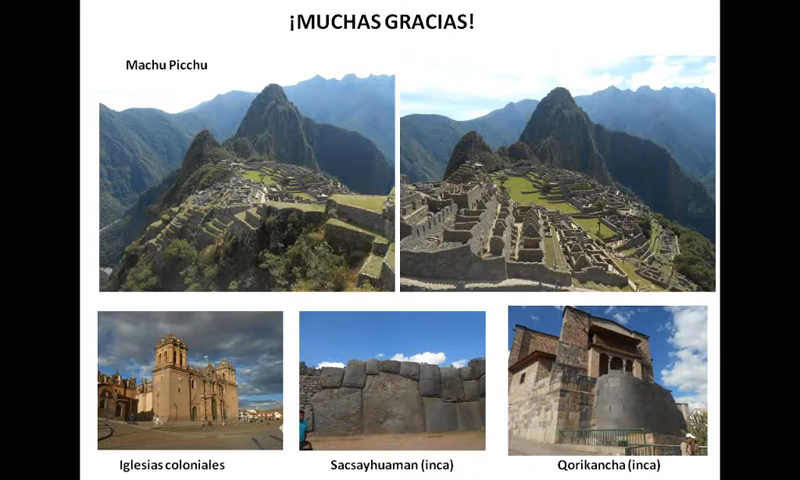 ¡MUCHAS GRACIAS!
Machu Picchu
Iglesias coloniales
Sacsayhuaman (inca)
Qorikancha (inca)